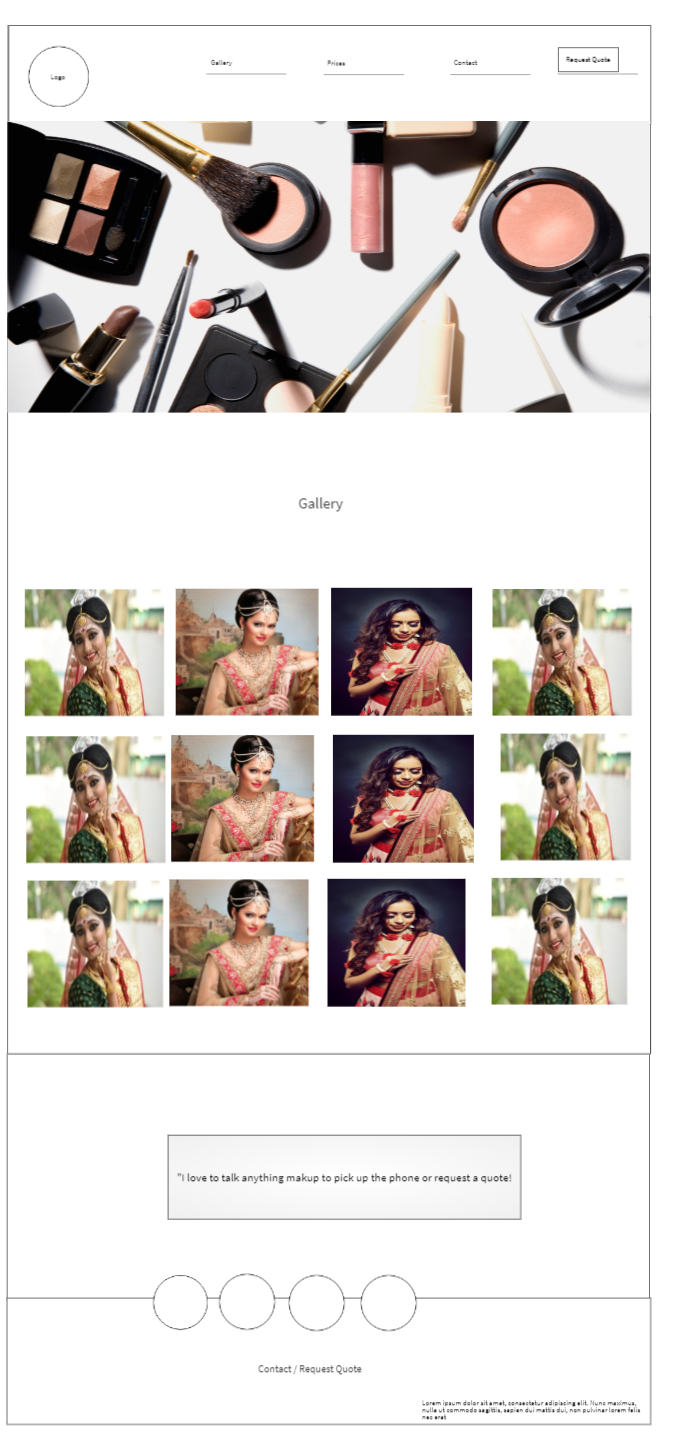 Logo
Gallery
Prices
Contact
Request Quote
Gallery
"I love to talk anything makup to pick up the phone or request a quote!
Contact / Request Quote
Lorem ipsum dolor sit amet, consectetur adipiscing elit. Nunc maximus,
nulla ut commodo sagittis, sapien dui mattis dui, non pulvinar lorem felis
nec erat